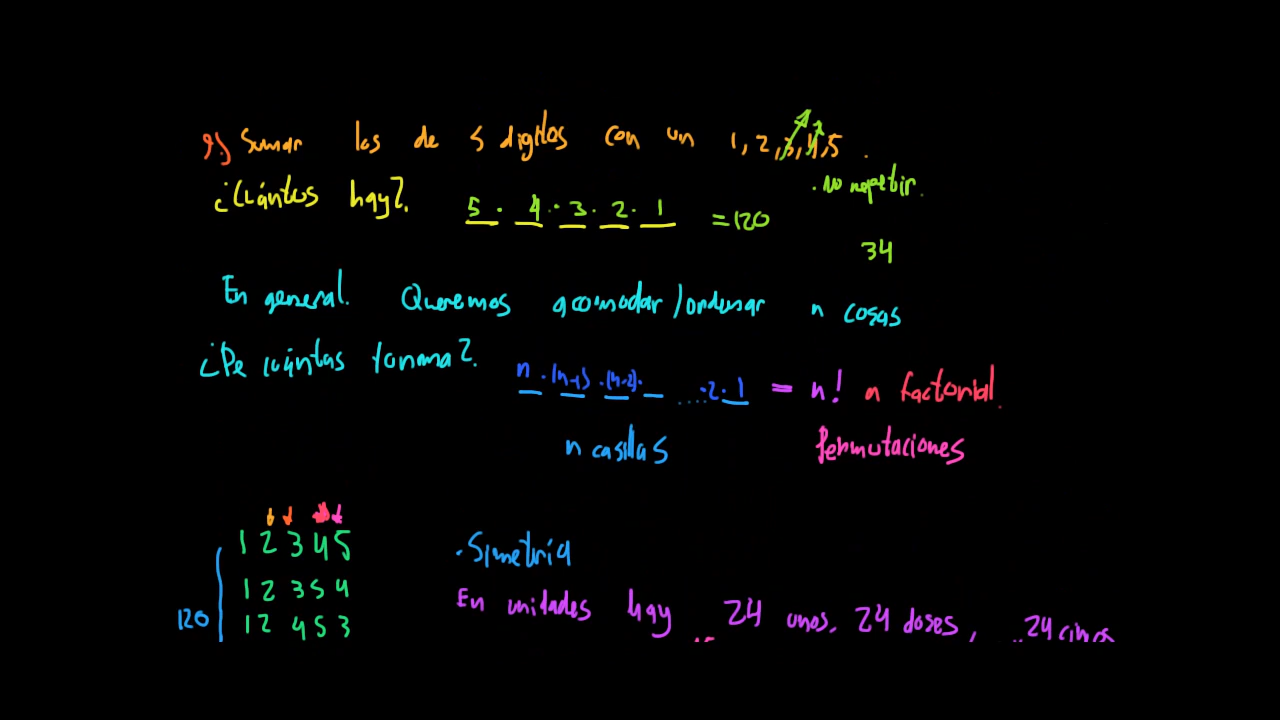 9.) Sumar los de 5 digitos con un 1, 2, 3, 4, 5 .
. No repetir.
¿Cuántos hay?. 5 · 4 · 3 · 2 · 1 = 120
34
En general. Queremos acomodar/ordenar n cosas
¿De cuántas forma?. n · (n-1) · (n-2) · .... · 2 · 1 = n! n factorial.
n casillas Permutaciones
1 2 3 4 5
· Simetría
1 2 3 5 4
En unidades hay 24 unos, 24 doses, ..24 cincos
120 1 2 4 5 3